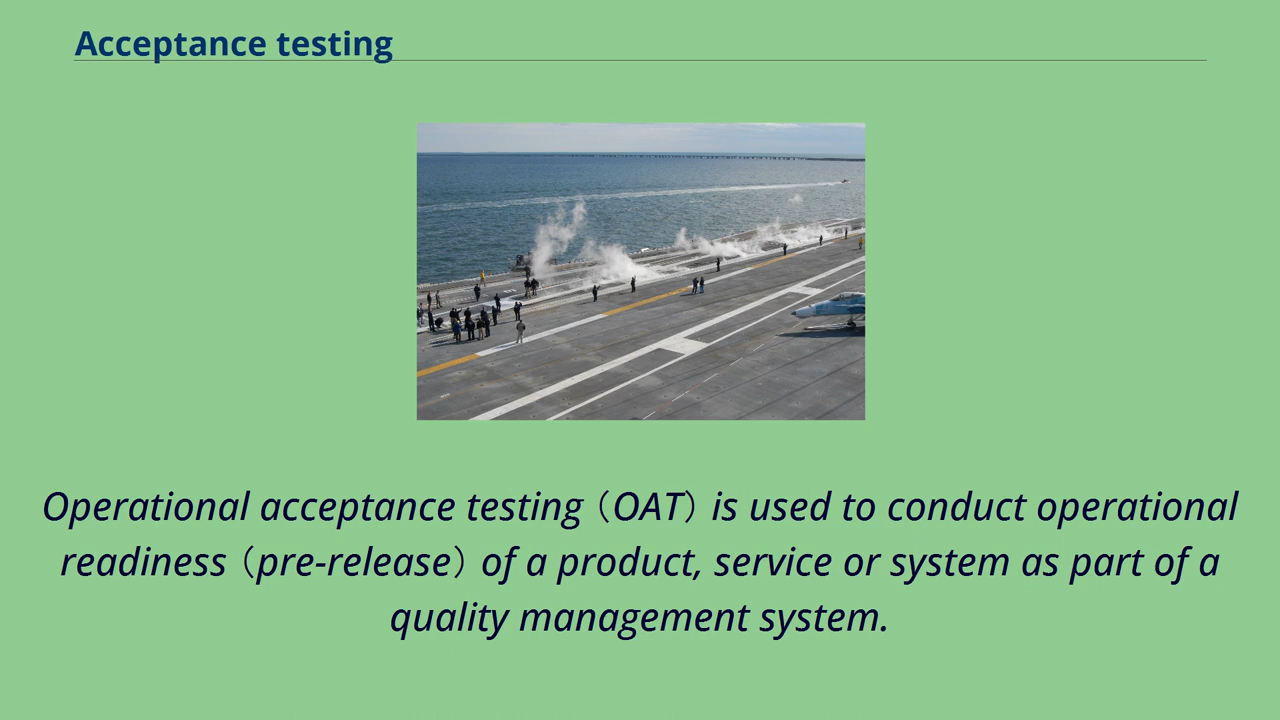 Acceptance testing
Operational acceptance testing（OAT）is used to conduct operational
readiness（pre-release）of a product, service or system as part of a
quality management system.